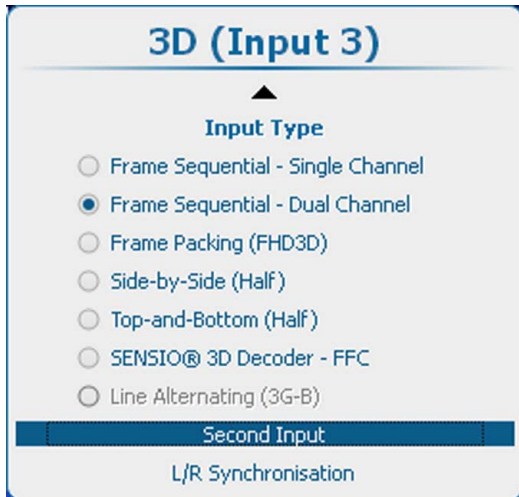 3D (Input 3)
Input Type
Frame Sequential - Single Channel
Frame Sequential - Dual Channel
Frame Packing (FHD3D)
Side-by-Side (Half)
Top-and-Bottom (Half)
SENSIO® 3D Decoder - FFC
Line Alternating (3G-B)
Second Input
L/R Synchronisation